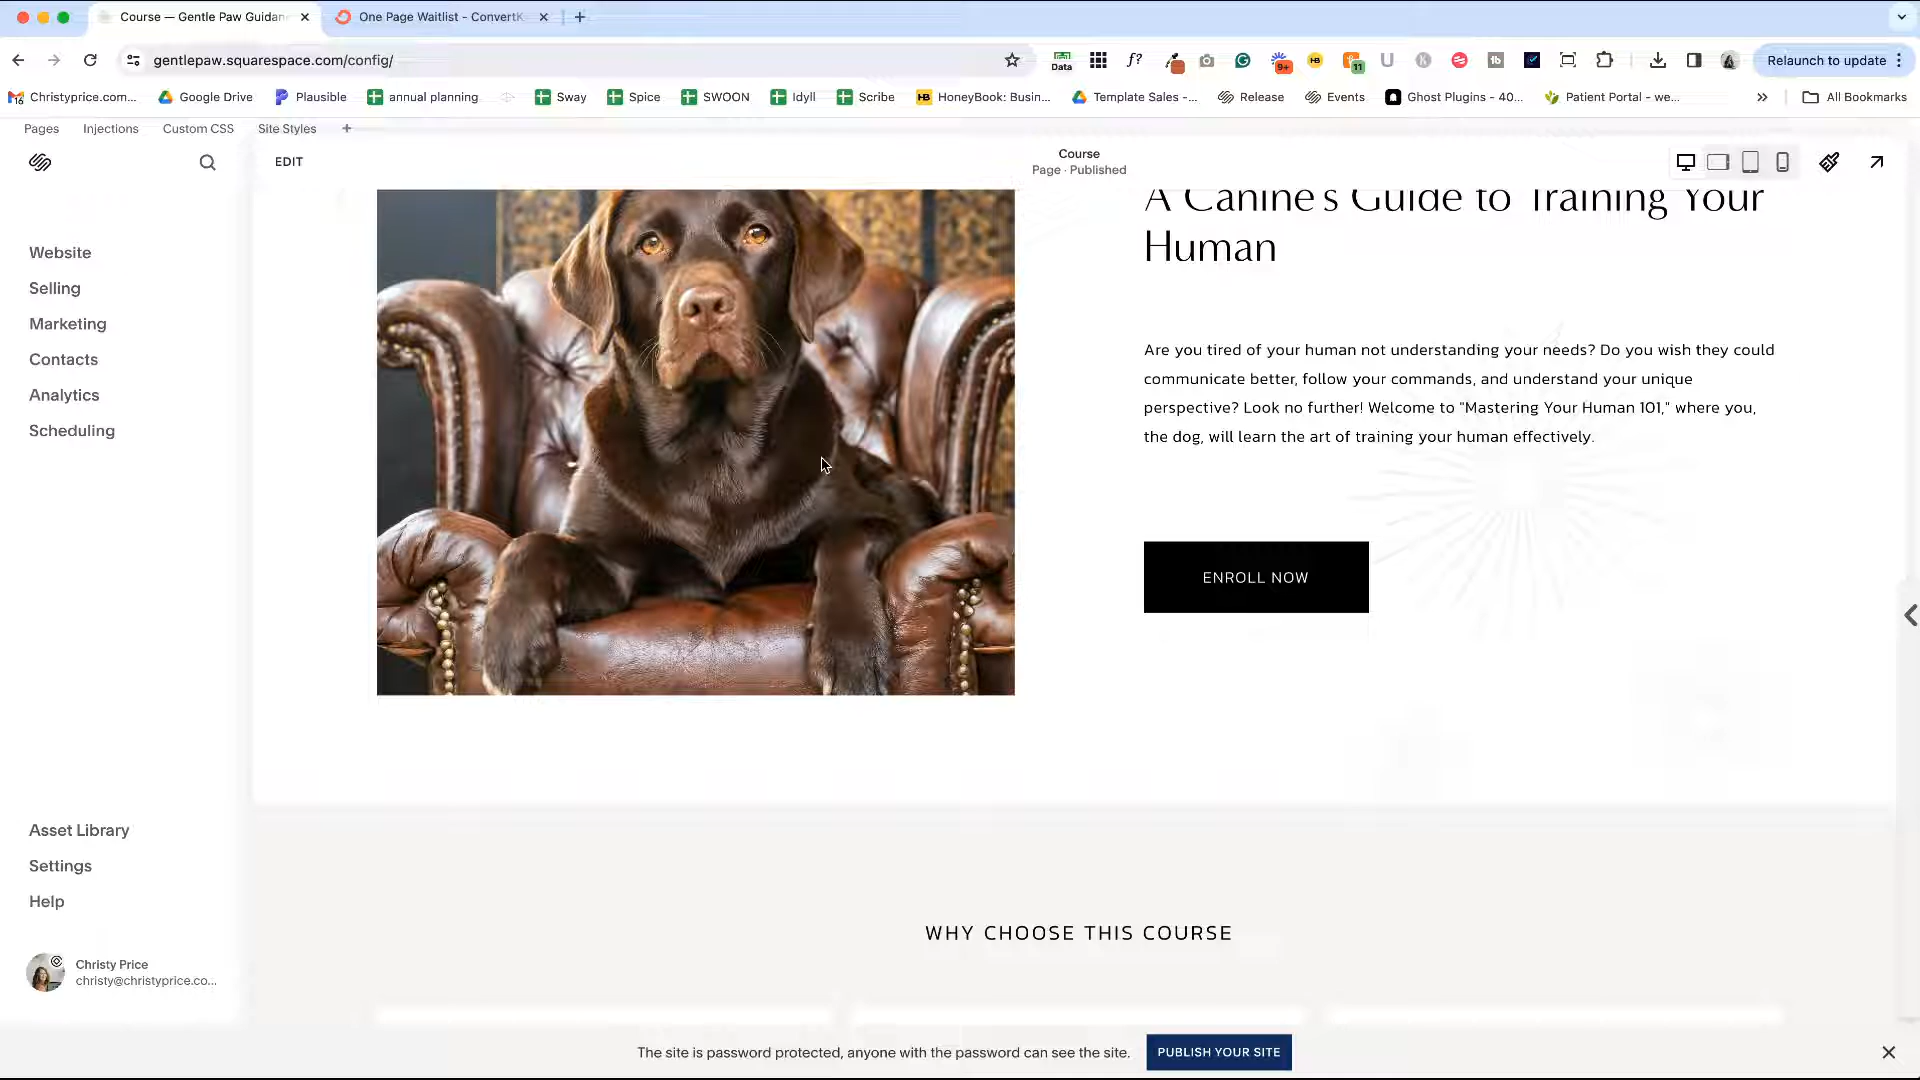 Course — Gentle Paw Guidan
One Page Waitlist - ConvertK
gentlepaw.squarespace.com/config/
Data
f?
9+
HB
11
U
Relaunch to update
Christyprice.com...
Google Drive
Plausible
annual planning
Sway
Spice
SWOON
Idyll
Scribe
HB
HoneyBook: Busin...
Template Sales -...
Release
Events
Ghost Plugins - 40...
Patient Portal - we...
All Bookmarks
Pages
Injections
Custom CSS
Site Styles
EDIT
Course
Page · Published
Website
Selling
Marketing
Contacts
Analytics
Scheduling
A Canine's Guide to Training Your
Human
Are you tired of your human not understanding your needs? Do you wish they could
communicate better, follow your commands, and understand your unique
perspective? Look no further! Welcome to "Mastering Your Human 101," where you,
the dog, will learn the art of training your human effectively.
ENROLL NOW
Asset Library
Settings
Help
Christy Price
christy@christyprice.co...
WHY CHOOSE THIS COURSE
The site is password protected, anyone with the password can see the site.
PUBLISH YOUR SITE